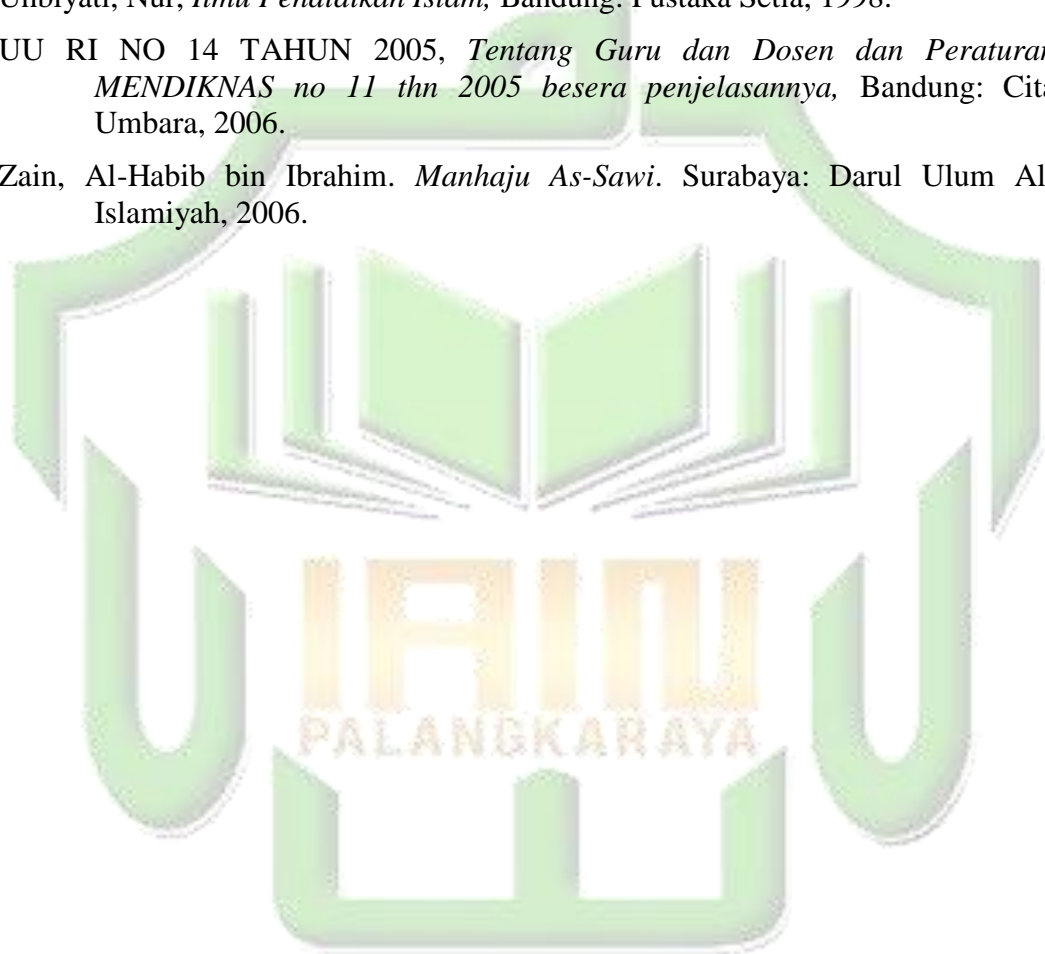 Uhbiyati, Nur, Ilmu Pendidikan Islam, Bandung: Pustaka Setia, 1998.
UU RI NO 14 TAHUN 2005, Tentang Guru dan Dosen dan Peraturan
MENDIKNAS no 11 thn 2005 besera penjelasannya, Bandung: Cita
Umbara, 2006.
Zain, Al-Habib bin Ibrahim. Manhaju As-Sawi. Surabaya: Darul Ulum Al-
Islamiyah, 2006.
IAIN
PALANGKARAYA